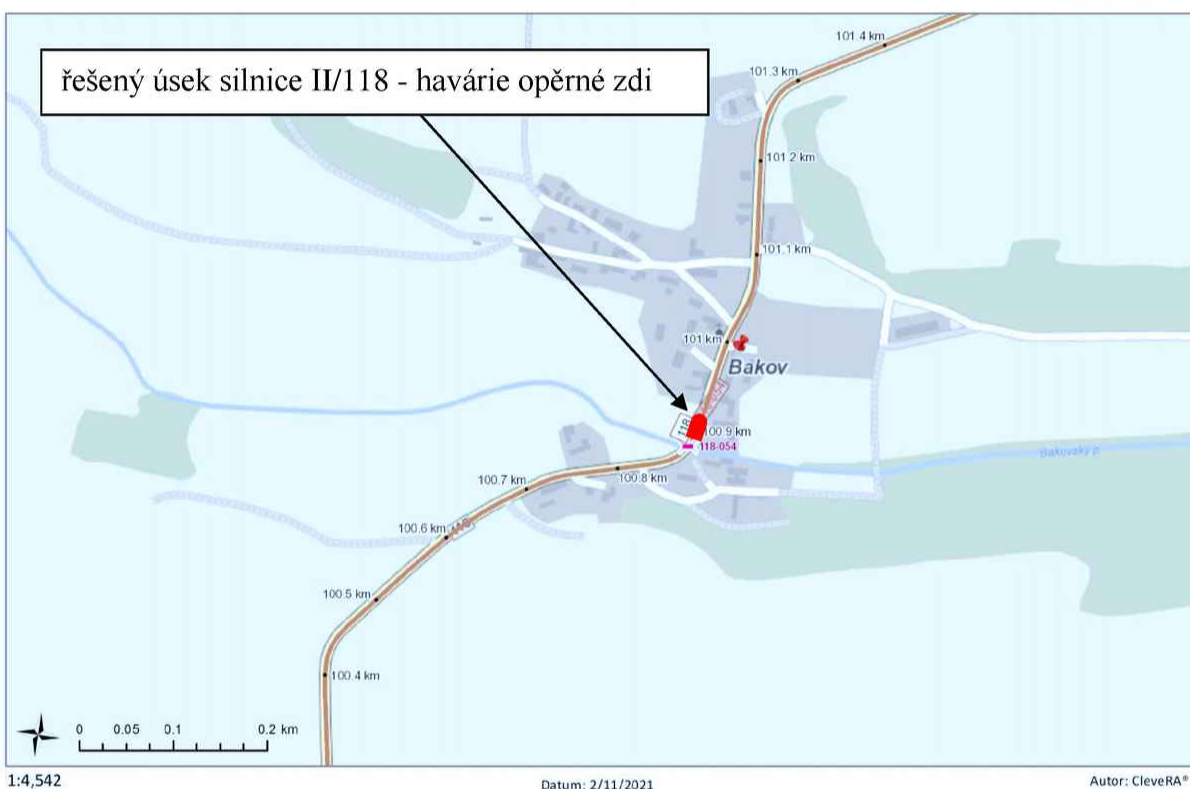 řešený úsek silnice II/118 - havárie opěrné zdi
101.4 km
101.3 km
101.2 km
101.1 km
101 km
Bakov
118
100.9 km
118-054
Bakovský p.
100.8 km
100.7 km
100.6 km
100.5 km
100.4 km
0 0.05 0.1 0.2 km
1:4,542
Datum: 2/11/2021
Autor: CleveRA®